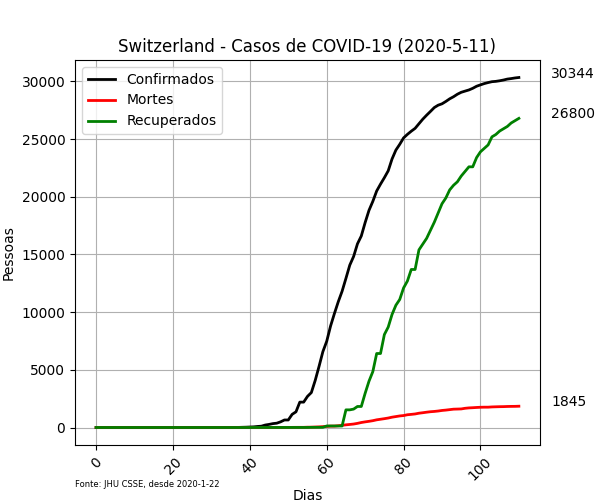 Switzerland - Casos de COVID-19 (2020-5-11)
Confirmados
Mortes
Recuperados
30344
26800
1845
Pessoas
30000
25000
20000
15000
10000
5000
0
0
20
40
60
80
100
Fonte: JHU CSSE, desde 2020-1-22
Dias